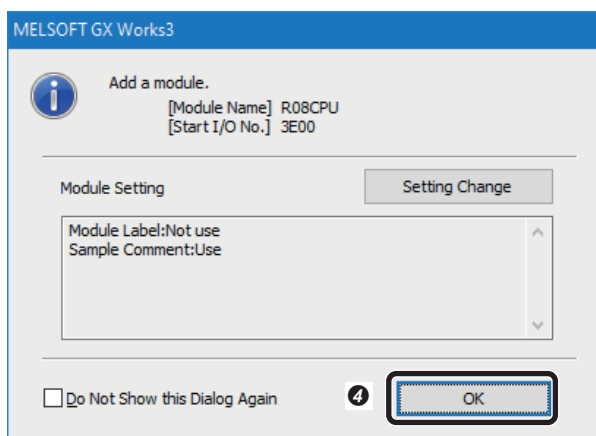 MELSOFT GX Works3
Add a module.
[Module Name] R08CPU
[Start I/O No.] 3E00
Module Setting
Setting Change
Module Label:Not use
Sample Comment:Use
Do Not Show this Dialog Again
❹
OK